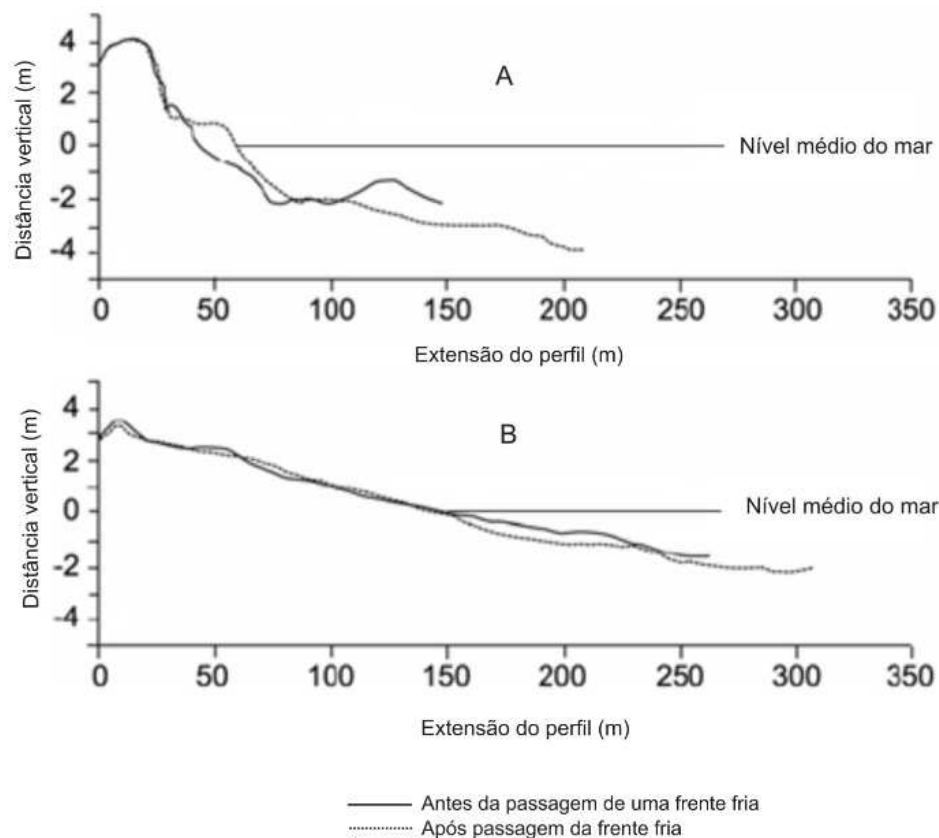 A
Distância vertical (m)
4
2
0
-2
-4
Nível médio do mar
0 50 100 150 200 250 300 350
Extensão do perfil (m)
B
Distância vertical (m)
4
2
0
-2
-4
Nível médio do mar
0 50 100 150 200 250 300 350
Extensão do perfil (m)
Antes da passagem de uma frente fria
Após passagem da frente fria